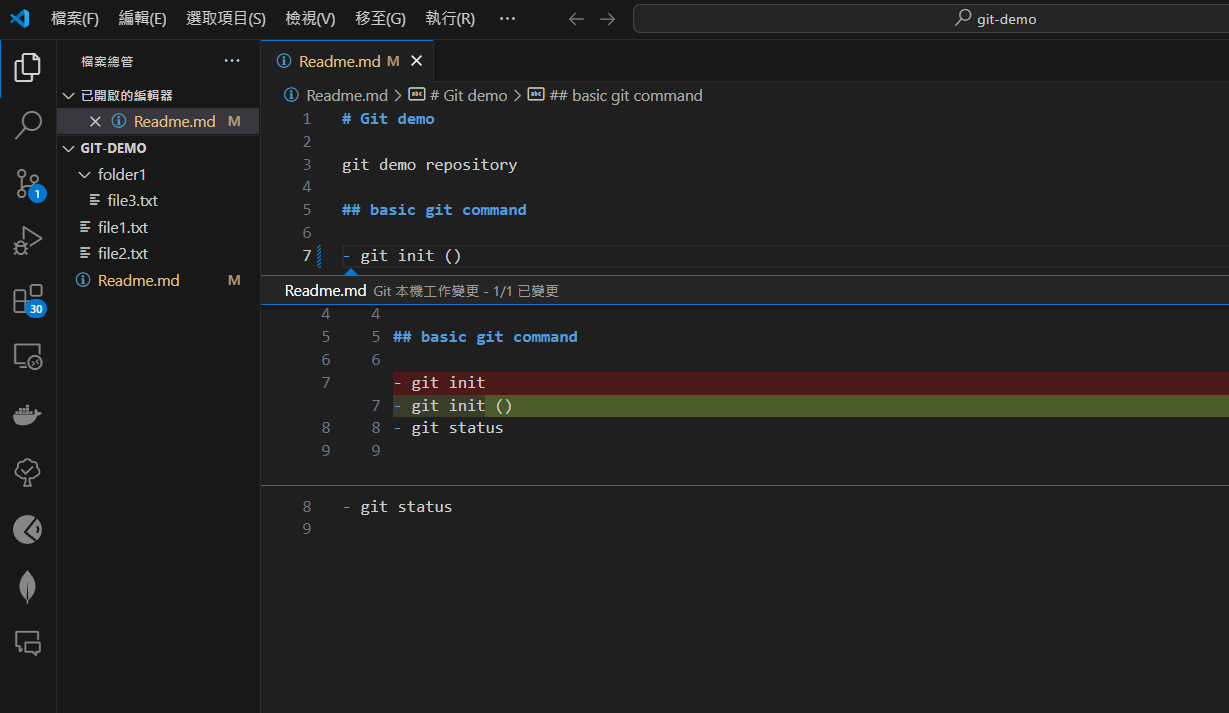 檔案(F) 編輯(E) 選取項目(S) 檢視(V) 移至(G) 執行(R) ··· git-demo
檔案總管 ···
已開啟的編輯器
Readme.md M
GIT-DEMO
folder1
file3.txt
file1.txt
file2.txt
Readme.md M
1
30
Readme.md M
Readme.md > # Git demo > ## basic git command
1 # Git demo
2
3 git demo repository
4
5 ## basic git command
6
7 - git init ()
Readme.md Git 本機工作變更 - 1/1 已變更
4 4
5 5 ## basic git command
6 6
7 - git init
7 - git init ()
8 8 - git status
9 9
8 - git status
9